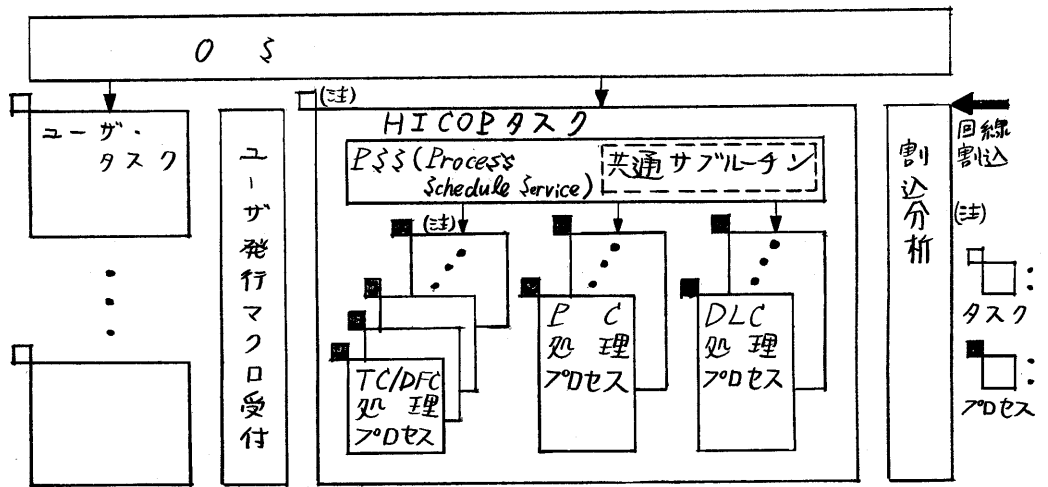 OS
ユーザ・
タスク
ユーザ発行マクロ受付
(注)
HICOPタスク
PSS(Process
Schedule Service)
共通サブルーチン
(注)
TC/DFC
処理
プロセス
PC
処理
プロセス
DLC
処理
プロセス
割込分析
回線
割込
(注)
タスク
プロセス